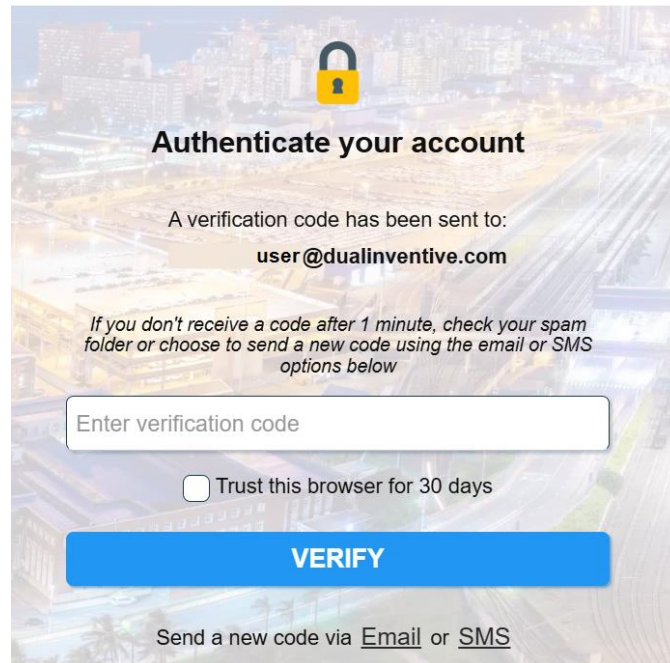 Authenticate your account
A verification code has been sent to:
user@dualinventive.com
If you don't receive a code after 1 minute, check your spam
folder or choose to send a new code using the email or SMS
options below
Enter verification code
Trust this browser for 30 days
VERIFY
Send a new code via Email or SMS